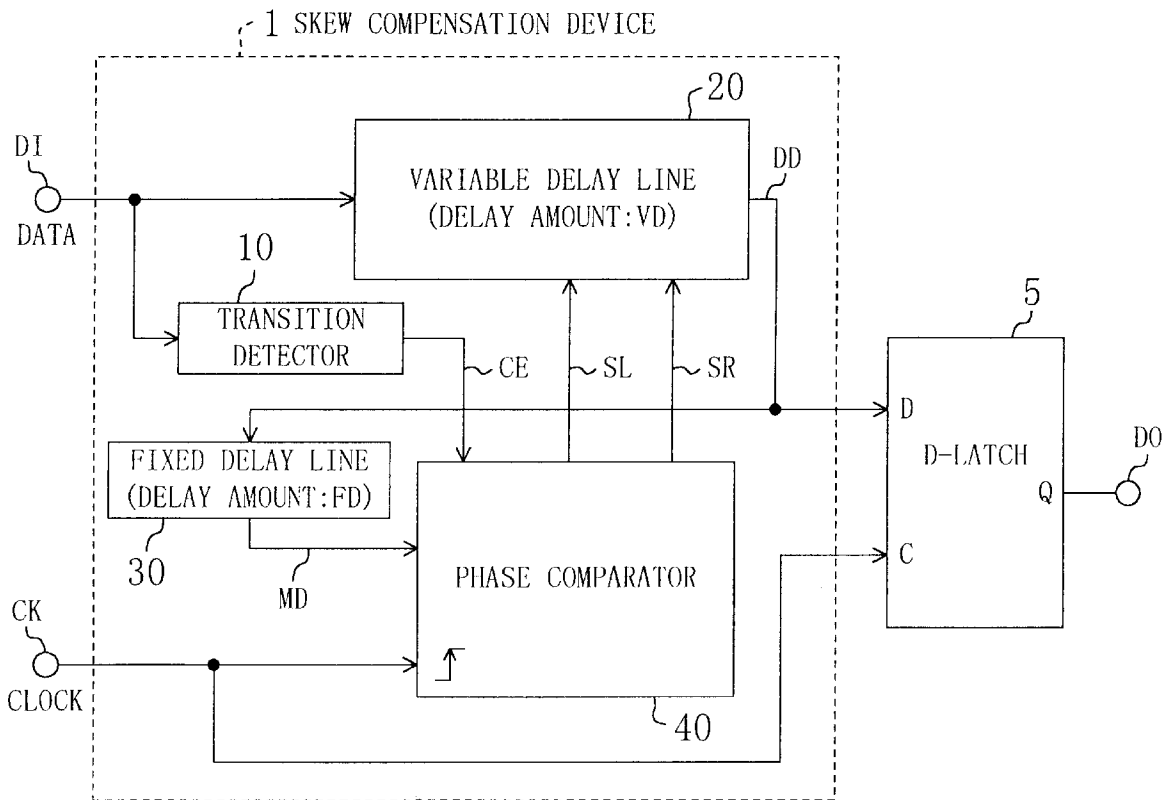 1 SKEW COMPENSATION DEVICE
20
DI
DATA
VARIABLE DELAY LINE
(DELAY AMOUNT:VD)
DD
10
TRANSITION
DETECTOR
CE
SL
SR
5
D
D-LATCH
Q
C
DO
FIXED DELAY LINE
(DELAY AMOUNT:FD)
30
MD
PHASE COMPARATOR
CK
CLOCK
40